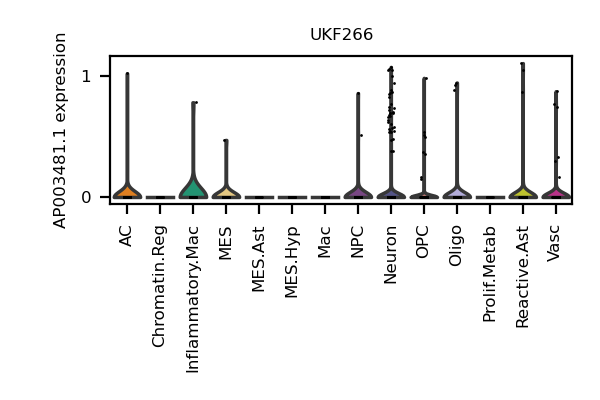 UKF266
AP003481.1 expression
1
0
AC
Chromatin.Reg
Inflammatory.Mac
MES
MES.Ast
MES.Hyp
Mac
NPC
Neuron
OPC
Oligo
Prolif.Metab
Reactive.Ast
Vasc